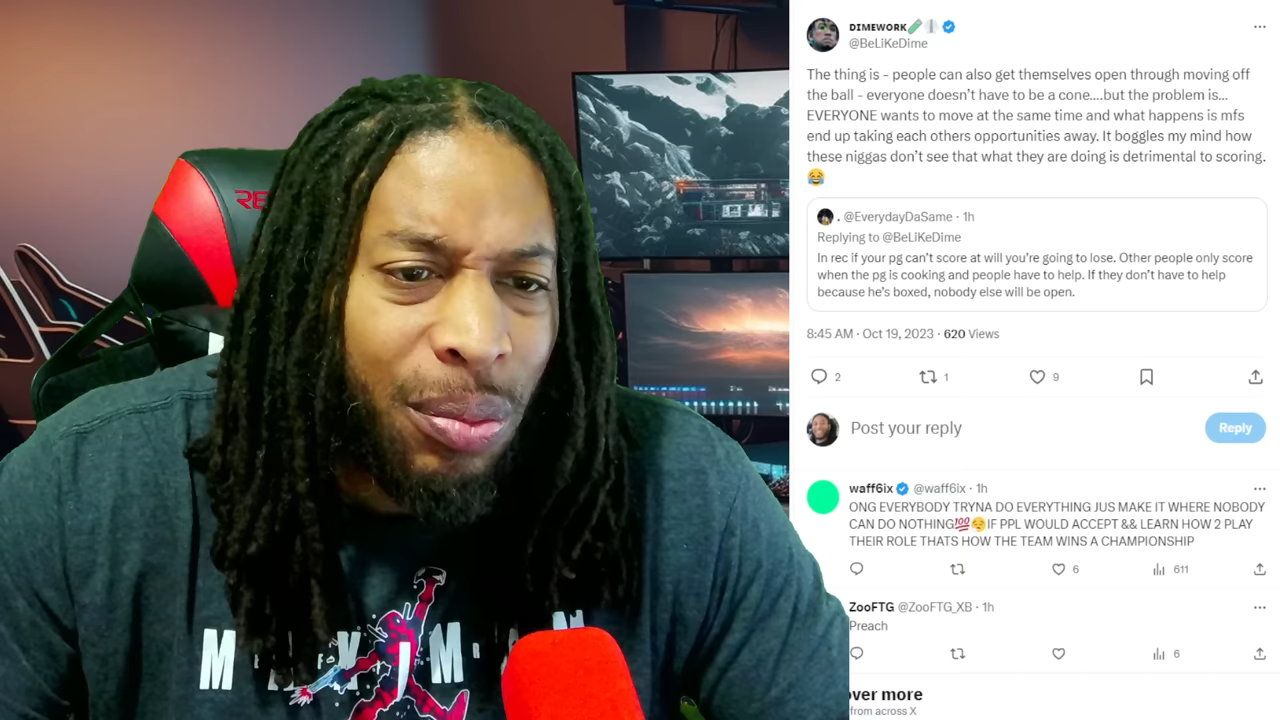 RE
M
M
DIMEWORK
@BeLiKeDime
The thing is - people can also get themselves open through moving off
the ball - everyone doesn’t have to be a cone....but the problem is...
EVERYONE wants to move at the same time and what happens is mfs
end up taking each others opportunities away. It boggles my mind how
these niggas don’t see that what they are doing is detrimental to scoring.
😂
. @EverydayDaSame · 1h
Replying to @BeLiKeDime
In rec if your pg can’t score at will you’re going to lose. Other people only score
when the pg is cooking and people have to help. If they don’t have to help
because he’s boxed, nobody else will be open.
8:45 AM · Oct 19, 2023 · 620 Views
2 1 9
Post your reply Reply
waff6ix @waff6ix · 1h
ONG EVERYBODY TRYNA DO EVERYTHING JUS MAKE IT WHERE NOBODY
CAN DO NOTHING💯😌IF PPL WOULD ACCEPT && LEARN HOW 2 PLAY
THEIR ROLE THATS HOW THE TEAM WINS A CHAMPIONSHIP
6 611
ZooFTG @ZooFTG_XB · 1h
Preach
6
over more
from across X